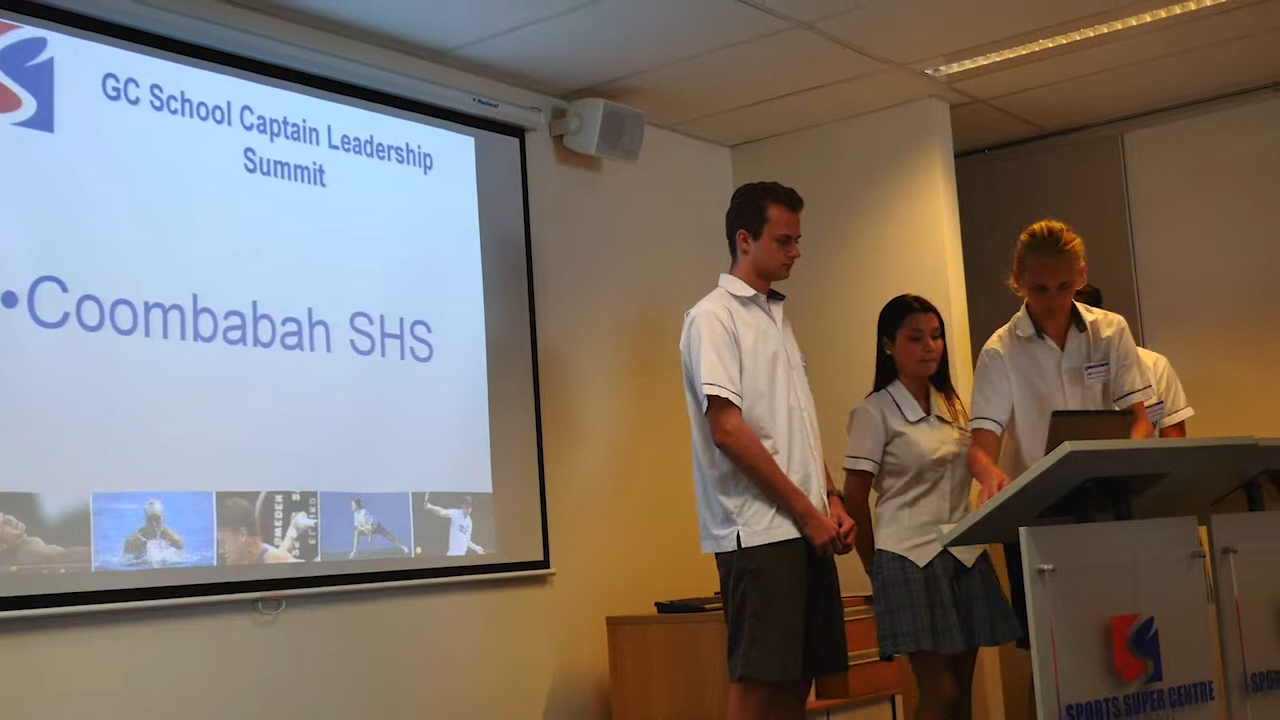 GC School Captain Leadership
Summit
•Coombabah SHS
SPORTS SUPER CENTRE